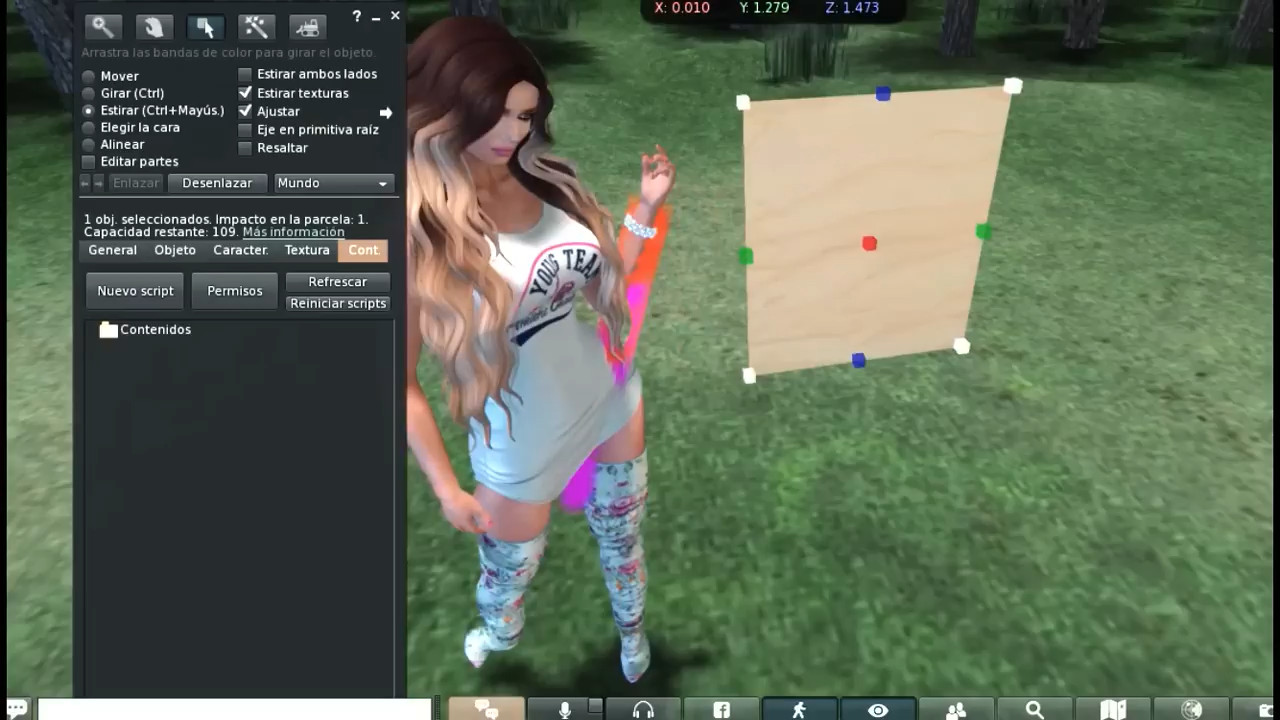 X: 0.010 Y: 1.279 Z: 1.473
?
Arrastra las bandas de color para girar el objeto.
Mover
Girar (Ctrl)
Estirar (Ctrl+Mayús.)
Elegir la cara
Alinear
Editar partes
Estirar ambos lados
Estirar texturas
Ajustar
Eje en primitiva raíz
Resaltar
Enlazar Desenlazar Mundo
1 obj. seleccionados. Impacto en la parcela: 1.
Capacidad restante: 109. Más información
General Objeto Caracter. Textura Cont.
Nuevo script Permisos Refrescar
Reiniciar scripts
Contenidos